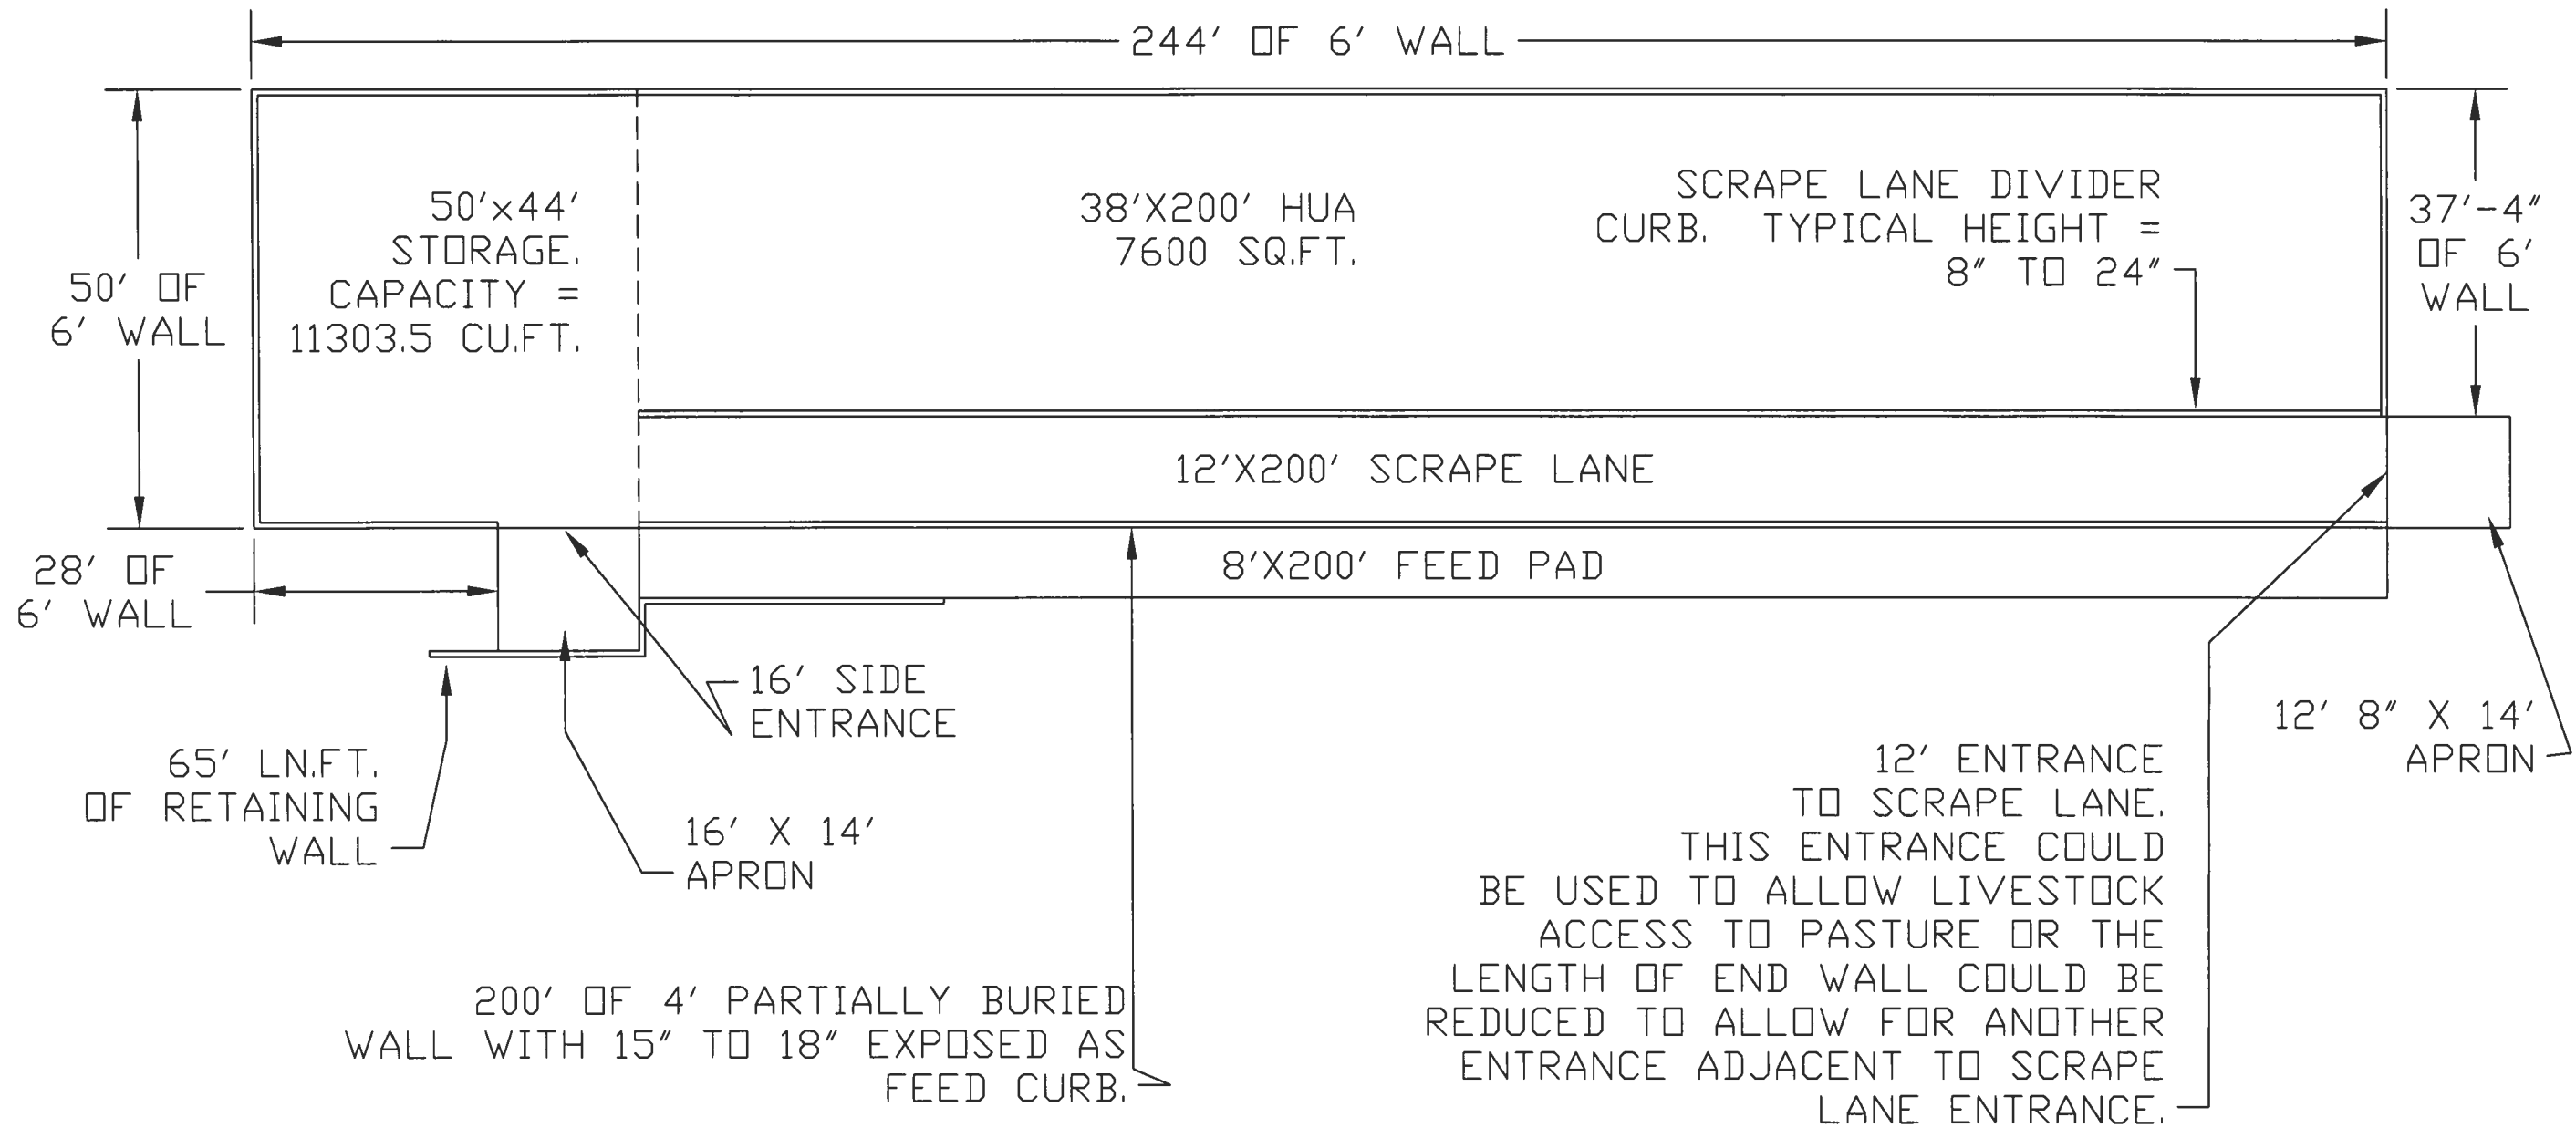 244' OF 6' WALL
50'x44'
STORAGE.
CAPACITY =
11303.5 CU.FT.
38'X200' HUA
7600 SQ.FT.
SCRAPE LANE DIVIDER
CURB. TYPICAL HEIGHT =
8" TO 24"
37'-4"
OF 6'
WALL
50' OF
6' WALL
12'X200' SCRAPE LANE
8'X200' FEED PAD
28' OF
6' WALL
16' SIDE
ENTRANCE
12' 8" X 14'
APRON
65' LN.FT.
OF RETAINING
WALL
16' X 14'
APRON
12' ENTRANCE
TO SCRAPE LANE.
THIS ENTRANCE COULD
BE USED TO ALLOW LIVESTOCK
ACCESS TO PASTURE OR THE
LENGTH OF END WALL COULD BE
REDUCED TO ALLOW FOR ANOTHER
ENTRANCE ADJACENT TO SCRAPE
LANE ENTRANCE.
200' OF 4' PARTIALLY BURIED
WALL WITH 15" TO 18" EXPOSED AS
FEED CURB.